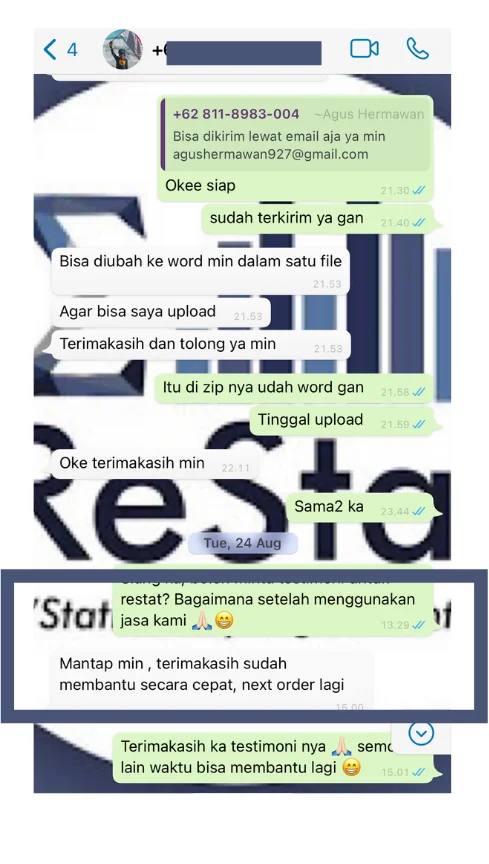 4
+6
+62 811-8983-004 ~Agus Hermawan
Bisa dikirim lewat email aja ya min
agushermawan927@gmail.com
Okee siap 21.30
sudah terkirim ya gan 21.40
Bisa diubah ke word min dalam satu file
21.53
Agar bisa saya upload 21.53
Terimakasih dan tolong ya min 21.53
Itu di zip nya udah word gan 21.58
Tinggal upload 21.59
Oke terimakasih min 22.11
Sama2 ka 23.44
ReSta
Tue, 24 Aug
restat? Bagaimana setelah menggunakan
jasa kami 🙏🏻😁 13.29
Mantap min , terimakasih sudah
membantu secara cepat, next order lagi
15.00
Terimakasih ka testimoni nya 🙏🏻 semo
lain waktu bisa membantu lagi 😁 15.01